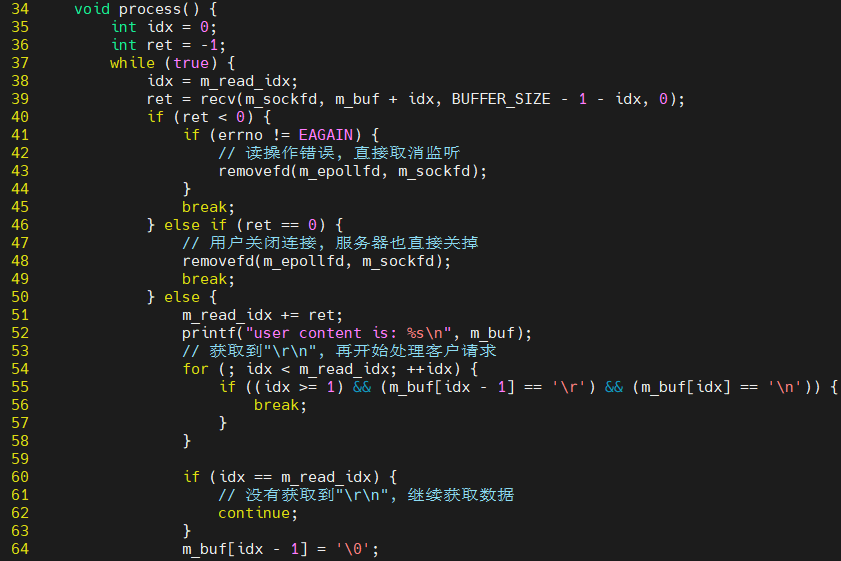 34     void process() {
35         int idx = 0;
36         int ret = -1;
37         while (true) {
38             idx = m_read_idx;
39             ret = recv(m_sockfd, m_buf + idx, BUFFER_SIZE - 1 - idx, 0);
40             if (ret < 0) {
41                 if (errno != EAGAIN) {
42                     // 读操作错误，直接取消监听
43                     removefd(m_epollfd, m_sockfd);
44                 }
45                 break;
46             } else if (ret == 0) {
47                 // 用户关闭连接，服务器也直接关掉
48                 removefd(m_epollfd, m_sockfd);
49                 break;
50             } else {
51                 m_read_idx += ret;
52                 printf("user content is: %s\n", m_buf);
53                 // 获取到"\r\n"，再开始处理客户请求
54                 for (; idx < m_read_idx; ++idx) {
55                     if ((idx >= 1) && (m_buf[idx - 1] == '\r') && (m_buf[idx] == '\n')) {
56                         break;
57                     }
58                 }
59
60                 if (idx == m_read_idx) {
61                     // 没有获取到"\r\n"，继续获取数据
62                     continue;
63                 }
64                 m_buf[idx - 1] = '\0';